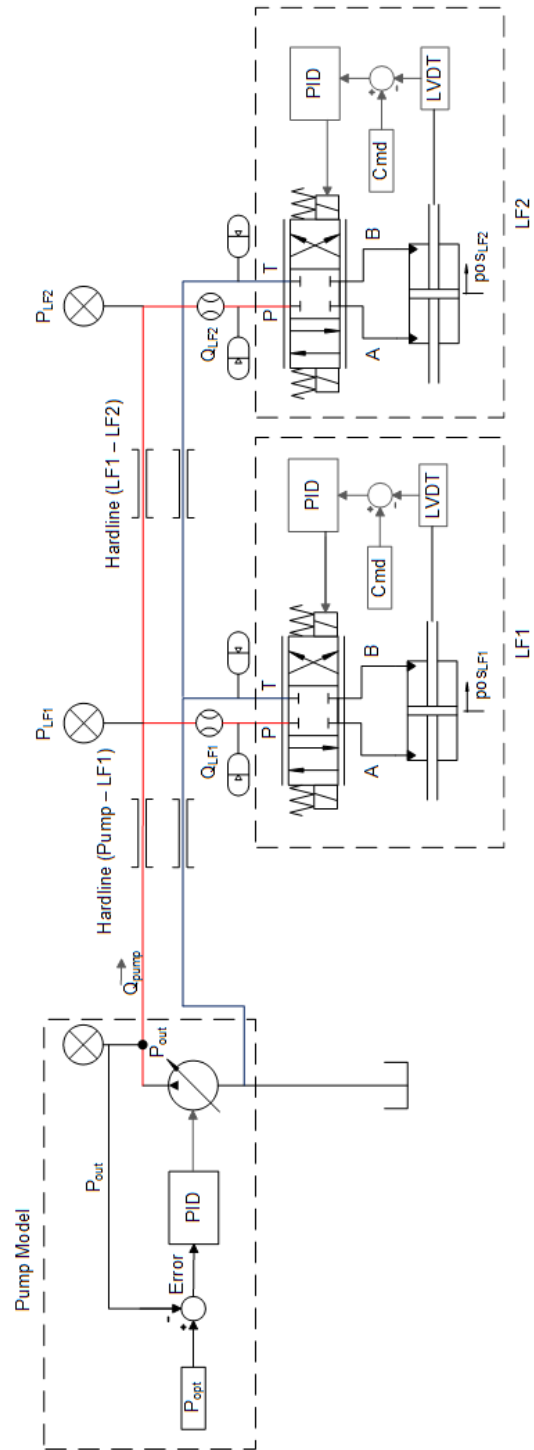 Pump Model
P_out
P_out
P_opt
Error
PID
Q_pump
Hardline (Pump – LF1)
P_LF1
Q_LF1
P
T
A
B
PID
Cmd
LVDT
pos_LF1
LF1
Hardline (LF1 – LF2)
P_LF2
Q_LF2
P
T
A
B
PID
Cmd
LVDT
pos_LF2
LF2